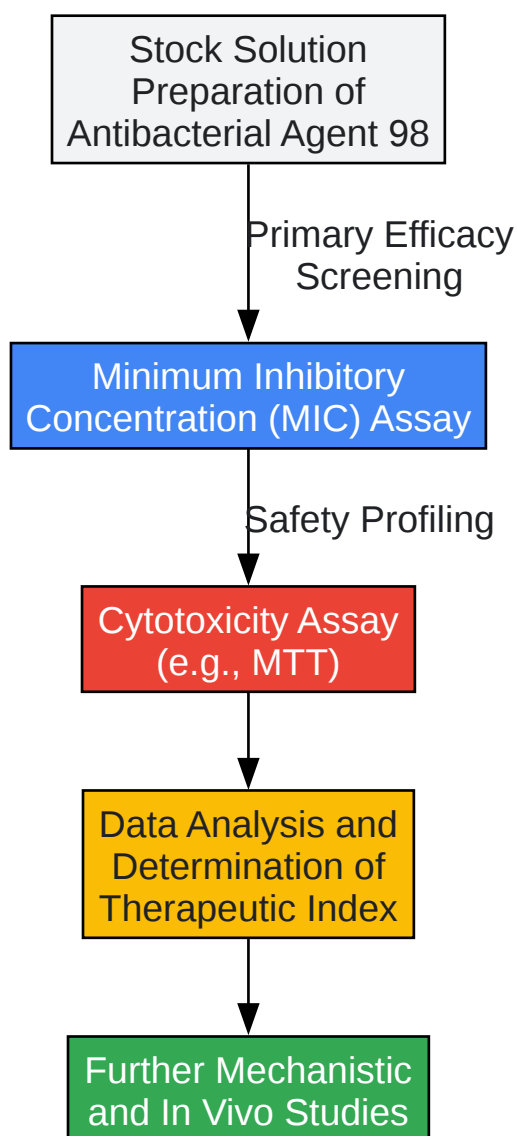 Stock Solution
Preparation of
Antibacterial Agent 98
Primary Efficacy
Screening
Minimum Inhibitory
Concentration (MIC) Assay
Safety Profiling
Cytotoxicity Assay
(e.g., MTT)
Data Analysis and
Determination of
Therapeutic Index
Further Mechanistic
and In Vivo Studies